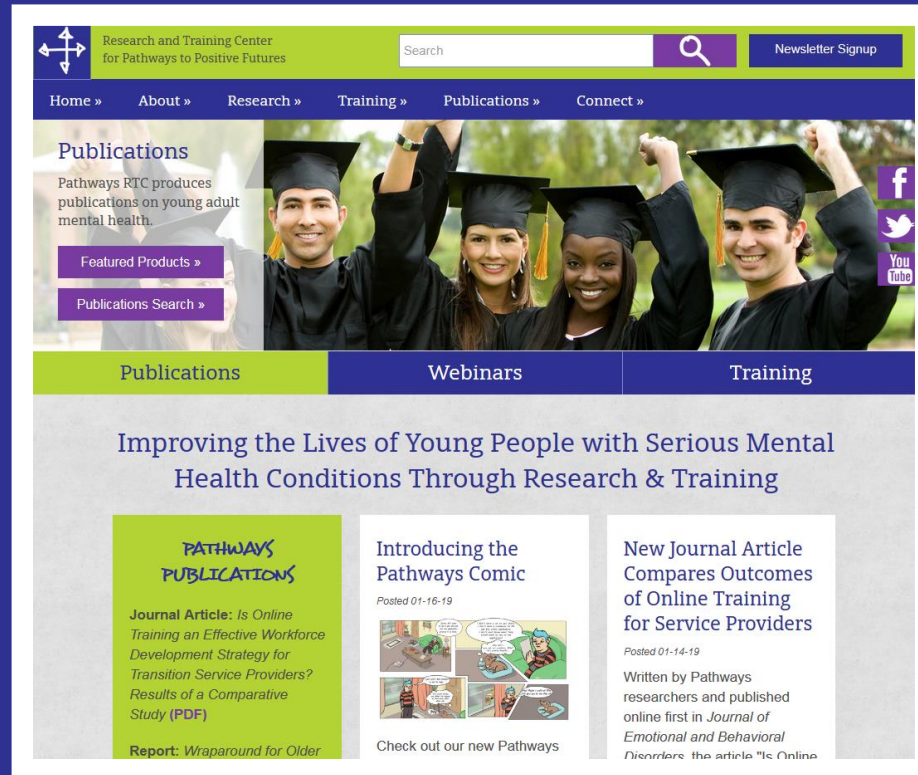 Research and Training Center
for Pathways to Positive Futures
Search
Newsletter Signup
Home »
About »
Research »
Training »
Publications »
Connect »
Publications
Pathways RTC produces
publications on young adult
mental health.
Featured Products »
Publications Search »
f
You
Tube
Publications
Webinars
Training
Improving the Lives of Young People with Serious Mental
Health Conditions Through Research & Training
PATHWAYS
PUBLICATIONS
Journal Article: Is Online
Training an Effective Workforce
Development Strategy for
Transition Service Providers?
Results of a Comparative
Study (PDF)
Report: Wraparound for Older
Introducing the
Pathways Comic
Posted 01-16-19
Check out our new Pathways
New Journal Article
Compares Outcomes
of Online Training
for Service Providers
Posted 01-14-19
Written by Pathways
researchers and published
online first in Journal of
Emotional and Behavioral
Disorders, the article "Is Online